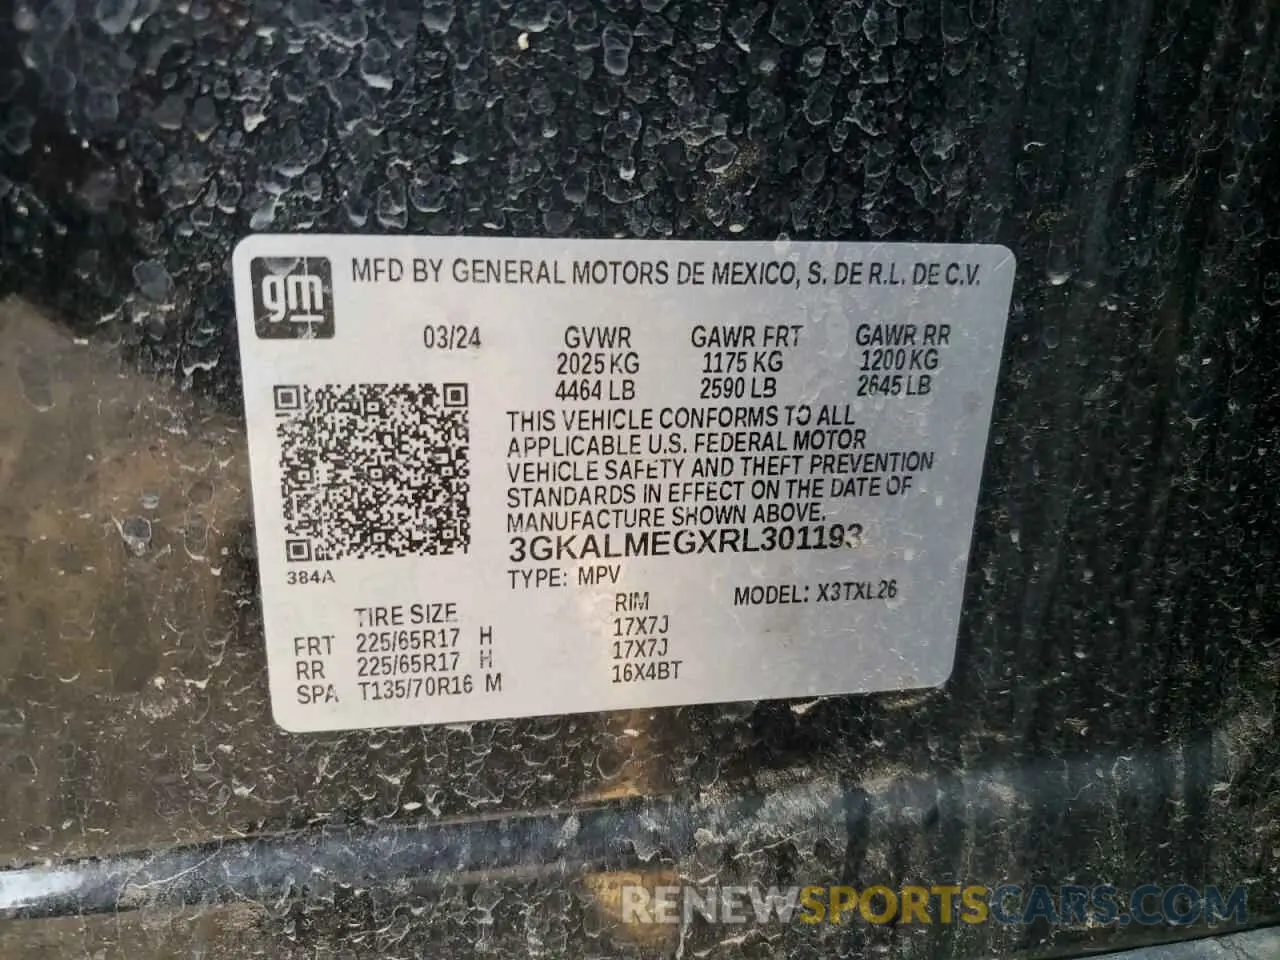 gm
MFD BY GENERAL MOTORS DE MEXICO, S. DE R.L. DE C.V.
03/24 GVWR GAWR FRT GAWR RR
2025 KG 1175 KG 1200 KG
4464 LB 2590 LB 2645 LB
THIS VEHICLE CONFORMS TO ALL
APPLICABLE U.S. FEDERAL MOTOR
VEHICLE SAFETY AND THEFT PREVENTION
STANDARDS IN EFFECT ON THE DATE OF
MANUFACTURE SHOWN ABOVE.
3GKALMEGXRL301193
384A
TYPE: MPV MODEL: X3TXL26
TIRE SIZE RIM
FRT 225/65R17 H 17X7J
RR 225/65R17 H 17X7J
SPA T135/70R16 M 16X4BT
RENEWSPORTSCARS.COM